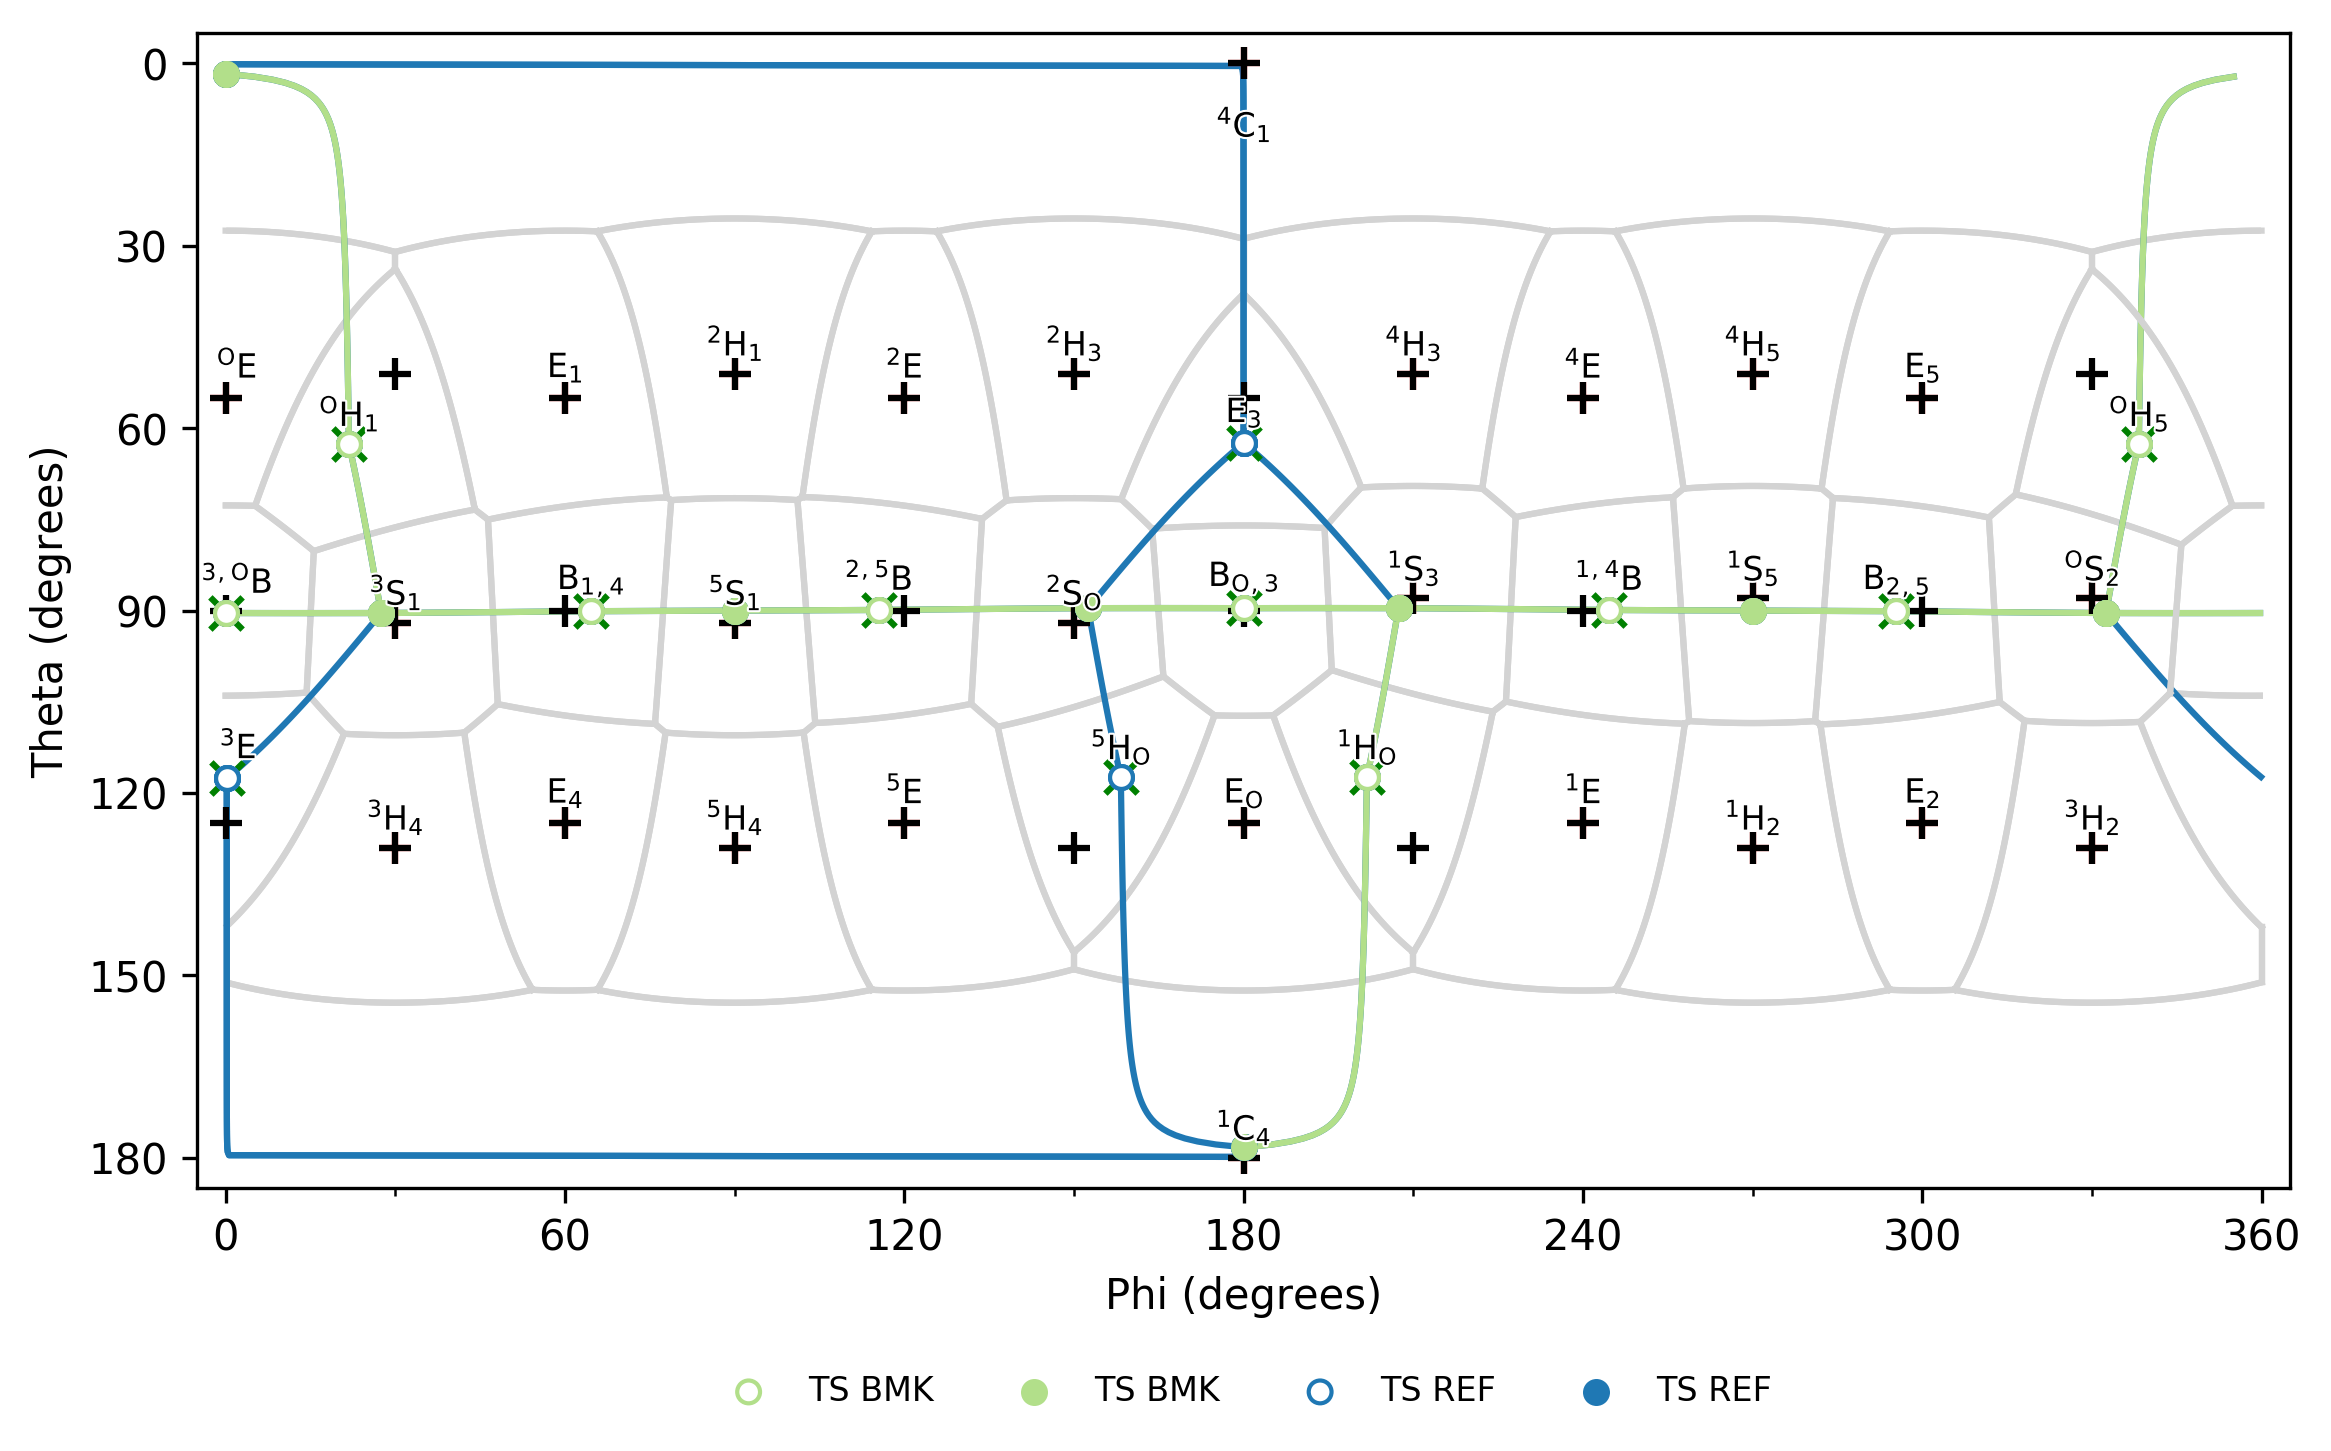 0
⁴C₁
30
ᴼE E₁ ²H₁ ²E ²H₃ ⁴H₃ ⁴E ⁴H₅ E₅
60
ᴼH₁ E₃ ᴼH₅
90
³,ᴼB ³S₁ B₁,₄ ⁵S₁ ²,⁵B ²Sₒ Bₒ,₃ ¹S₃ ¹,⁴B ¹S₅ B₂,₅ ᴼS₂
³E ⁵Hₒ ¹Hₒ
120
³H₄ E₄ ⁵H₄ ⁵E Eₒ ¹E ¹H₂ E₂ ³H₂
150
¹C₄
180
Theta (degrees)
0 60 120 180 240 300 360
Phi (degrees)
TS BMK TS BMK TS REF TS REF